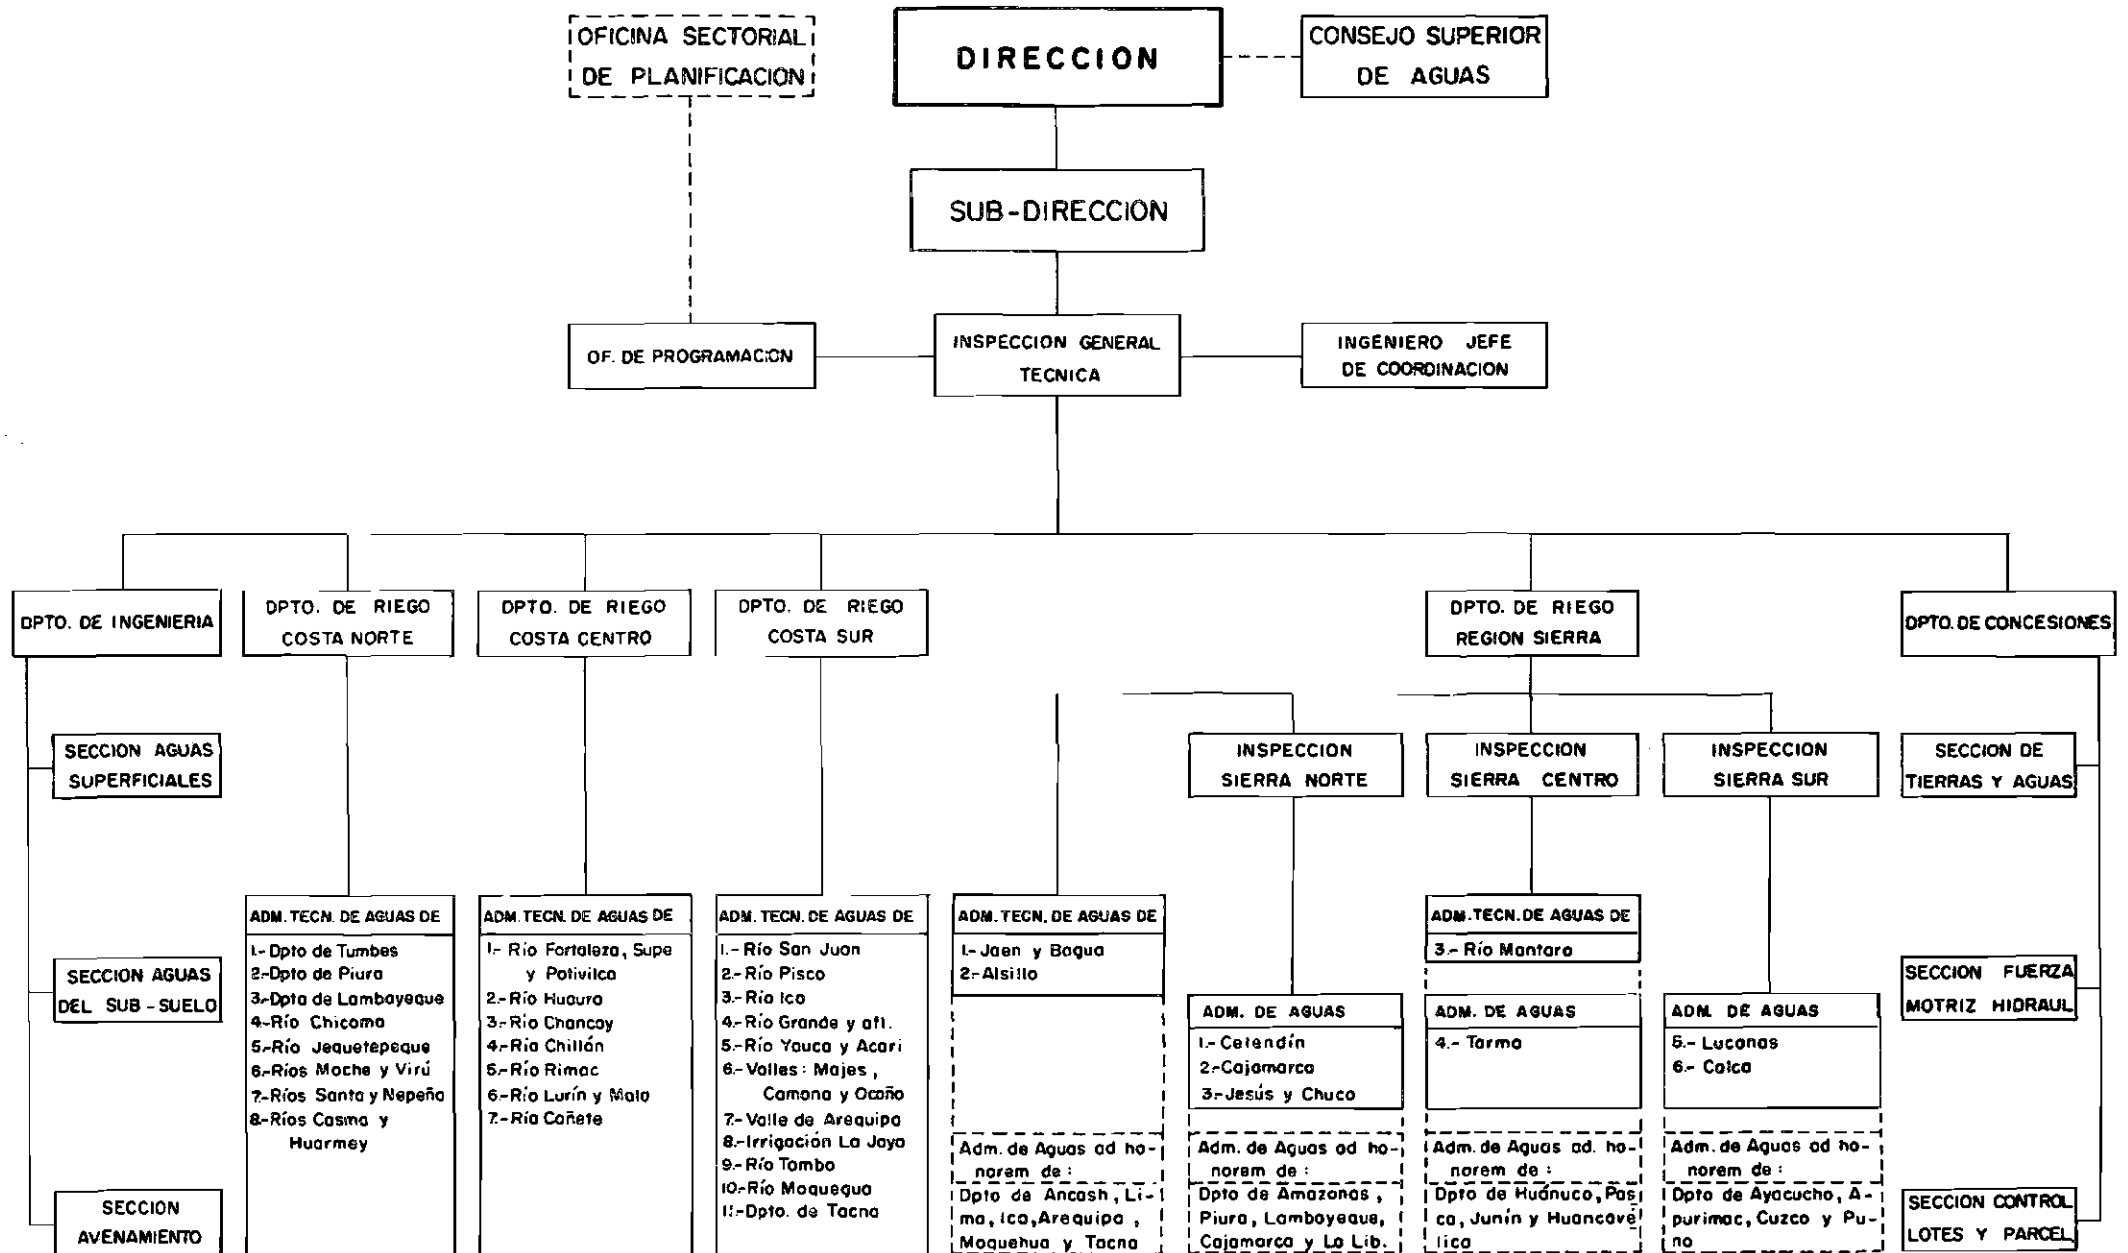 OFICINA SECTORIAL
DE PLANIFICACION
DIRECCION
CONSEJO SUPERIOR
DE AGUAS
SUB-DIRECCION
OF. DE PROGRAMACION
INSPECCION GENERAL
TECNICA
INGENIERO JEFE
DE COORDINACION
DPTO. DE INGENIERIA
DPTO. DE RIEGO
COSTA NORTE
DPTO. DE RIEGO
COSTA CENTRO
DPTO. DE RIEGO
COSTA SUR
DPTO. DE RIEGO
REGION SIERRA
DPTO. DE CONCESIONES
SECCION AGUAS
SUPERFICIALES
INSPECCION
SIERRA NORTE
INSPECCION
SIERRA CENTRO
INSPECCION
SIERRA SUR
SECCION DE
TIERRAS Y AGUAS
SECCION AGUAS
DEL SUB-SUELO
SECCION
AVENAMIENTO
ADM. TECN. DE AGUAS DE
1.-Dpto de Tumbes
2.-Dpto de Piura
3.-Dpto de Lambayeque
4.-Río Chicama
5.-Río Jequetepeque
6.-Ríos Moche y Virú
7.-Ríos Santa y Nepeña
8.-Ríos Casma y
Huarmey
ADM. TECN. DE AGUAS DE
1.- Río Fortaleza, Supe
y Pativilca
2.-Río Huaura
3.-Río Chancay
4.-Río Chillón
5.-Río Rimac
6.-Río Lurín y Mala
7.-Río Cañete
ADM. TECN. DE AGUAS DE
1.-Río San Juan
2.-Río Pisco
3.-Río Ica
4.-Río Grande y afl.
5.-Río Yauca y Acari
6.-Valles: Majes,
Camana y Ocoño
7.-Valle de Arequipa
8.-Irrigación La Joya
9.-Río Tambo
10.-Río Moquegua
11.-Dpto. de Tacna
ADM. TECN. DE AGUAS DE
1.-Jaen y Bagua
2.-Alsillo
Adm. de Aguas ad ho-
norem de:
Dpto de Ancash, Li-
ma, Ica, Arequipa,
Moquehua y Tacna
ADM. DE AGUAS
1.-Celendín
2.-Cajamarca
3.-Jesús y Chuco
Adm. de Aguas ad ho-
norem de:
Dpto de Amazonas,
Piura, Lambayeque,
Cajamarca y La Lib.
ADM. TECN. DE AGUAS DE
3.-Río Mantaro
ADM. DE AGUAS
4.-Tarma
Adm. de Aguas ad. ho-
norem de:
Dpto de Huánuco, Pas
co, Junín y Huancavé
lica
ADM. DE AGUAS
5.- Lucanas
6.- Calca
Adm. de Aguas ad ho-
norem de:
Dpto de Ayacucho, A-
purimac, Cuzco y Pu-
no
SECCION FUERZA
MOTRIZ HIDRAUL
SECCION CONTROL
LOTES Y PARCEL